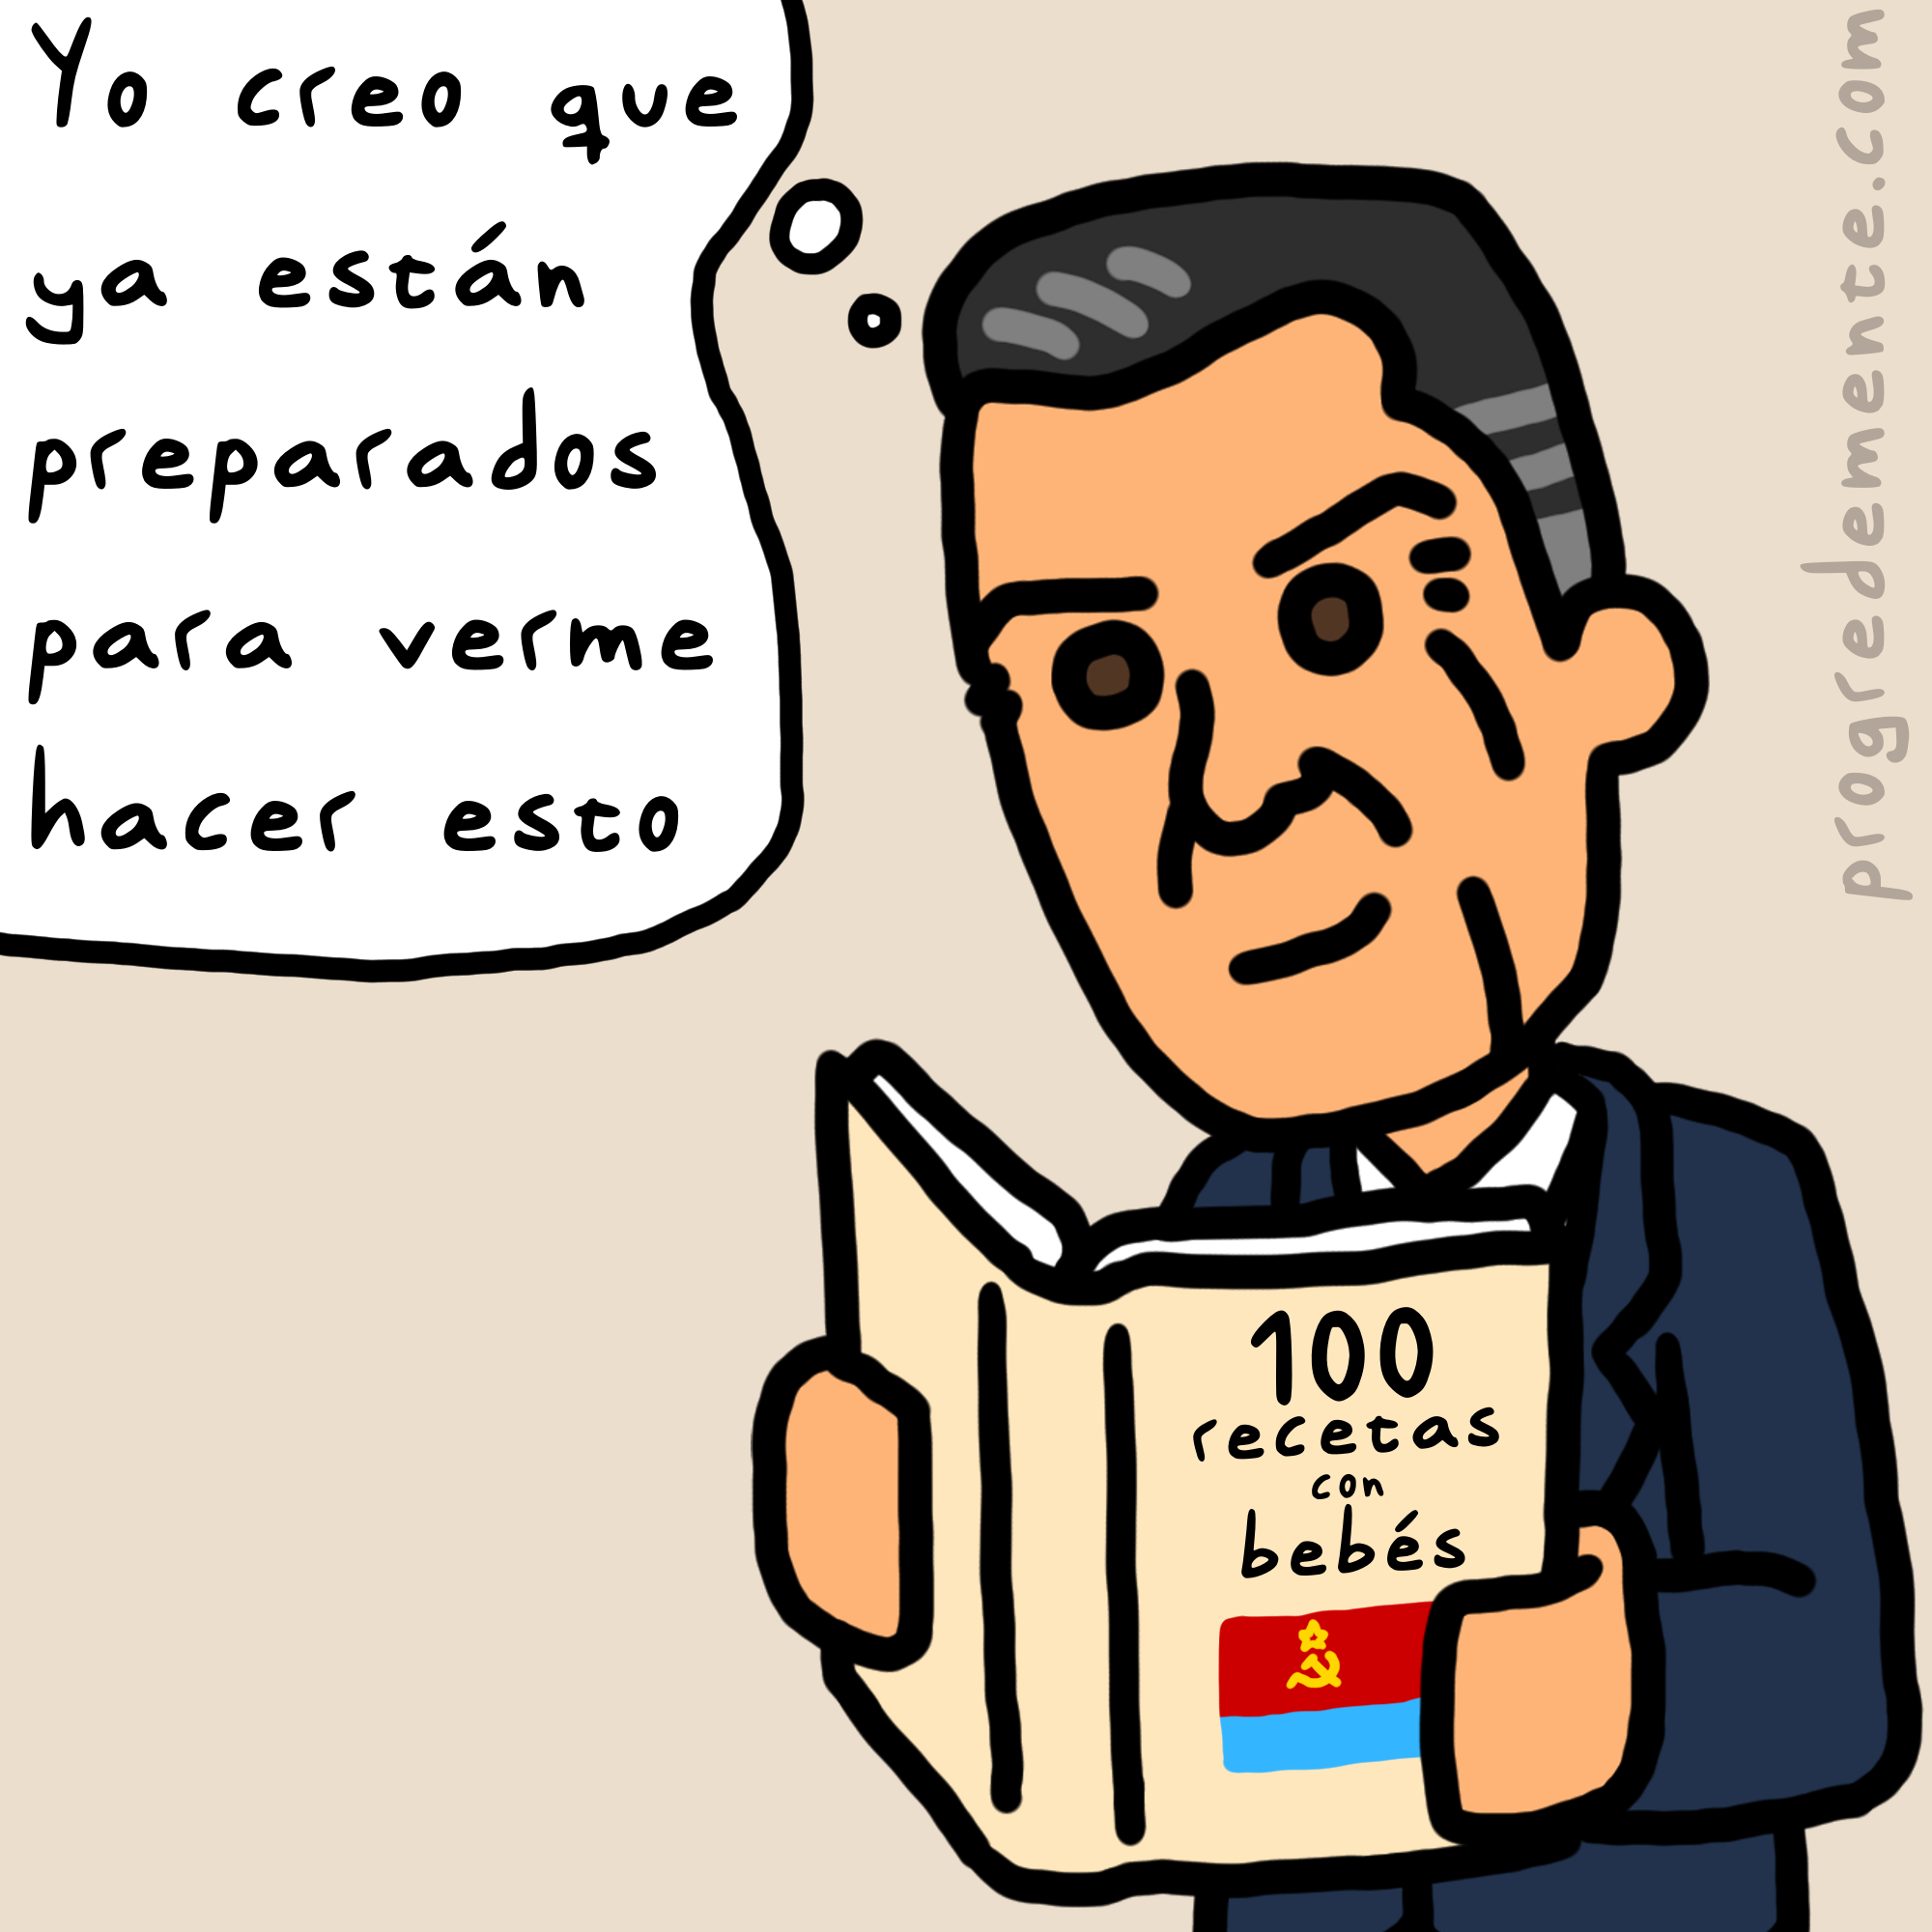 Yo creo que
ya están
preparados
para verme
hacer esto
progredemente.com
100
recetas
con
bebés